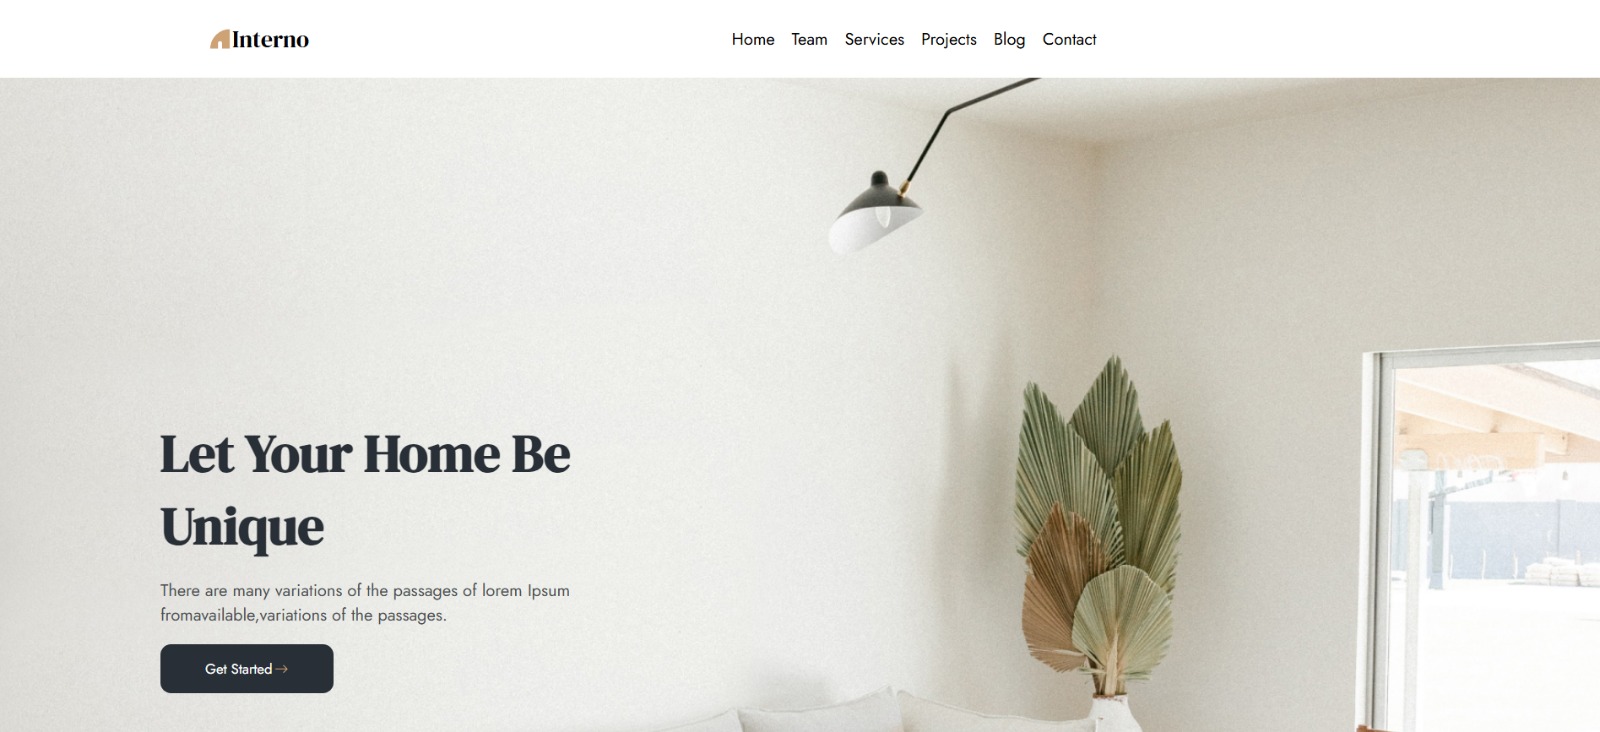 Interno
Home Team Services Projects Blog Contact
Let Your Home Be
Unique
There are many variations of the passages of lorem Ipsum
fromavailable,variations of the passages.
Get Started→